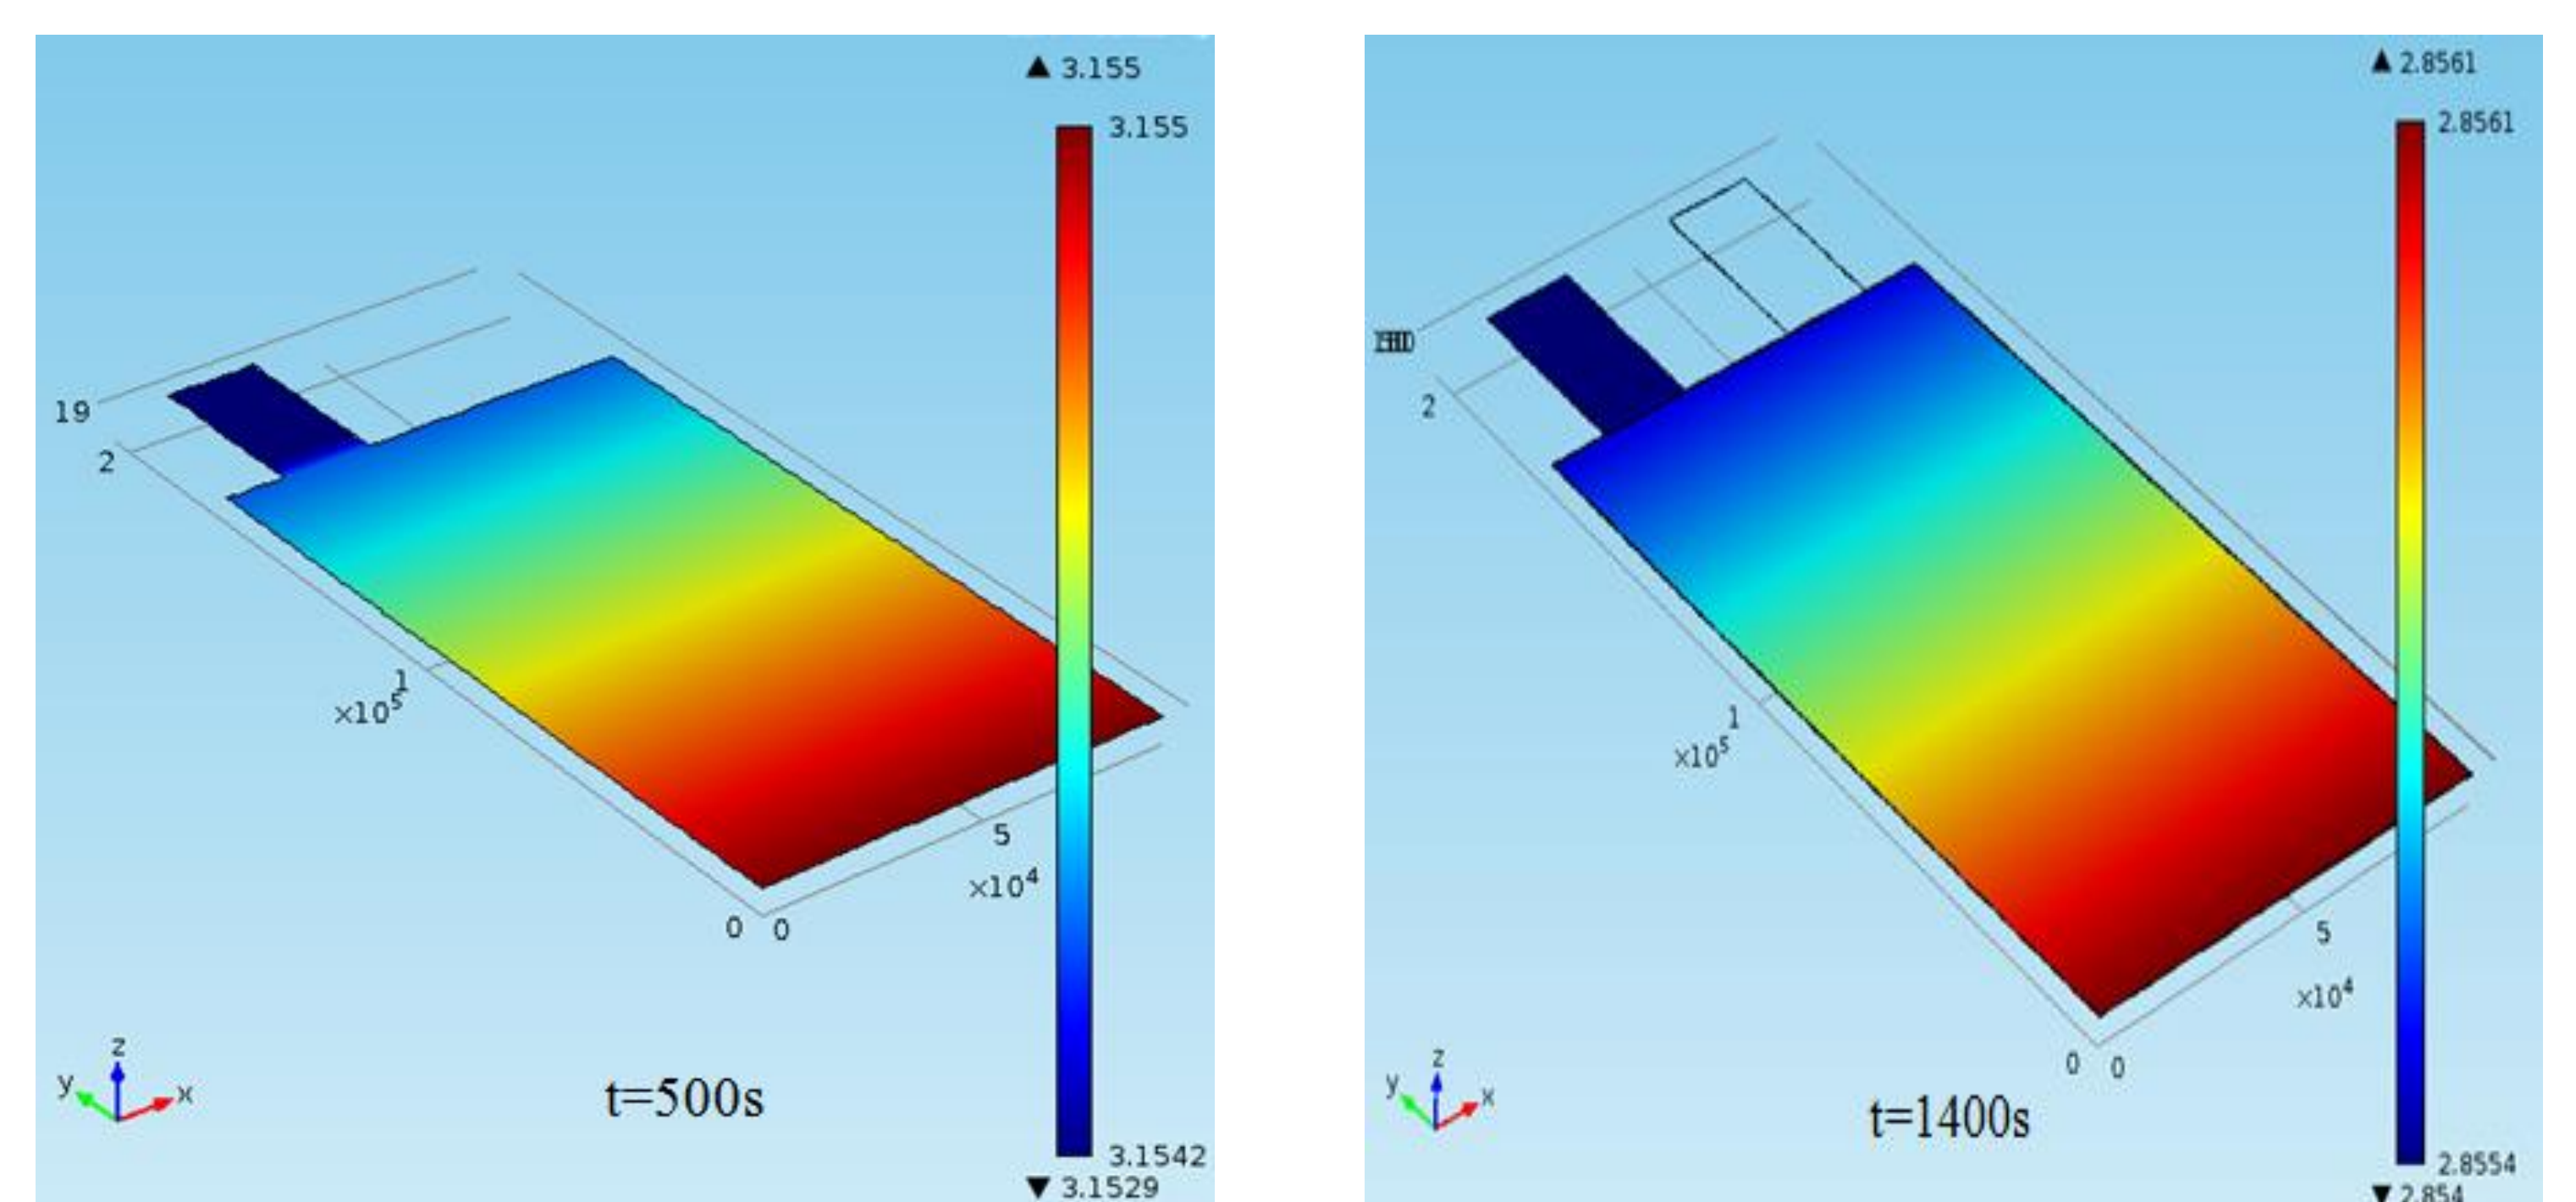 ▲ 3.155
3.155
19
2
1
×10⁵
5
×10⁴
0 0
z
y
x
t=500s
3.1542
▼ 3.1529
▲ 2.8561
2.8561
2
1
×10⁵
5
×10⁴
0 0
z
y
x
t=1400s
2.8554
▼ 2.854